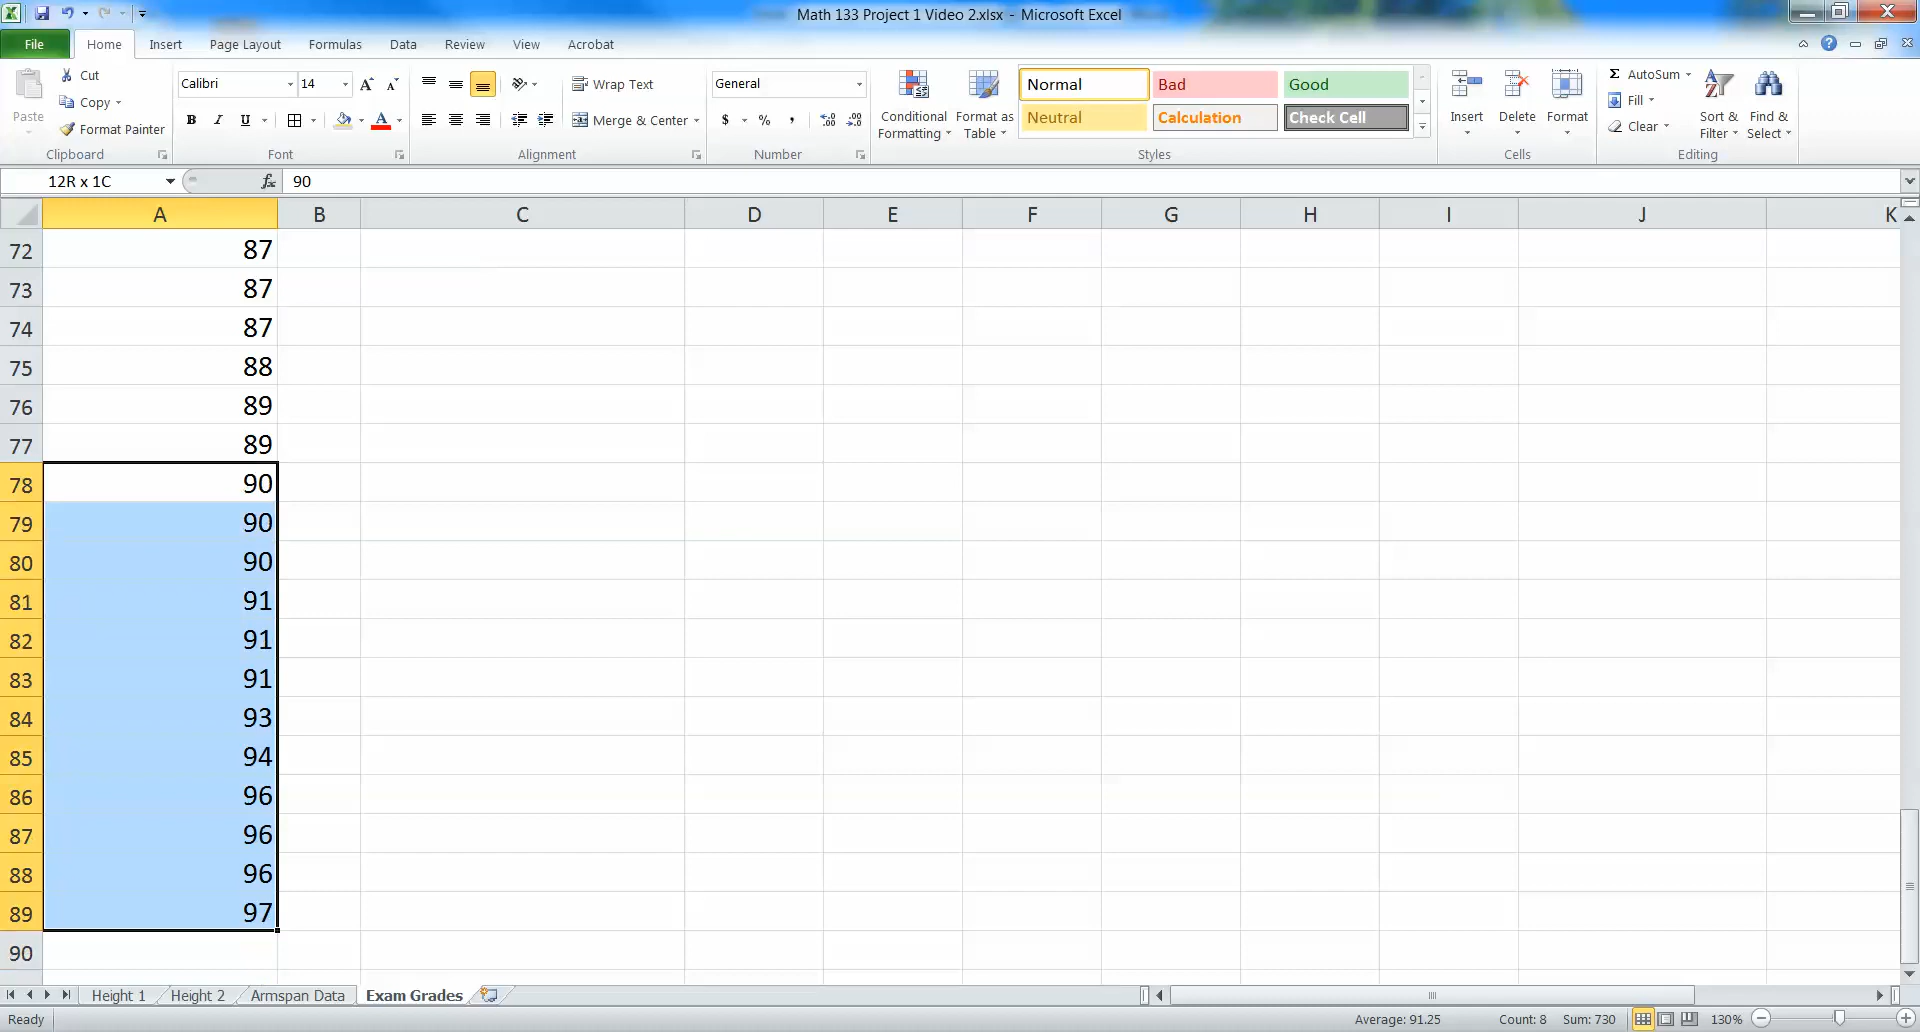 Math 133 Project 1 Video 2.xlsx - Microsoft Excel
File Home Insert Page Layout Formulas Data Review View Acrobat
Paste
Cut
Copy
Format Painter
Clipboard
Calibri 14
B I U A
Font
Wrap Text
Merge & Center
Alignment
General
$ % ,
Number
Conditional Formatting
Format as Table
Normal Bad Good
Neutral Calculation Check Cell
Styles
Insert Delete Format
Cells
Σ AutoSum
Fill
Clear
Sort & Filter
Find & Select
Editing
12R x 1C fx 90
A B C D E F G H I J K
72 87
73 87
74 87
75 88
76 89
77 89
78 90
79 90
80 90
81 91
82 91
83 91
84 93
85 94
86 96
87 96
88 96
89 97
90
Height 1 Height 2 Armspan Data Exam Grades
Ready Average: 91.25 Count: 8 Sum: 730 130%